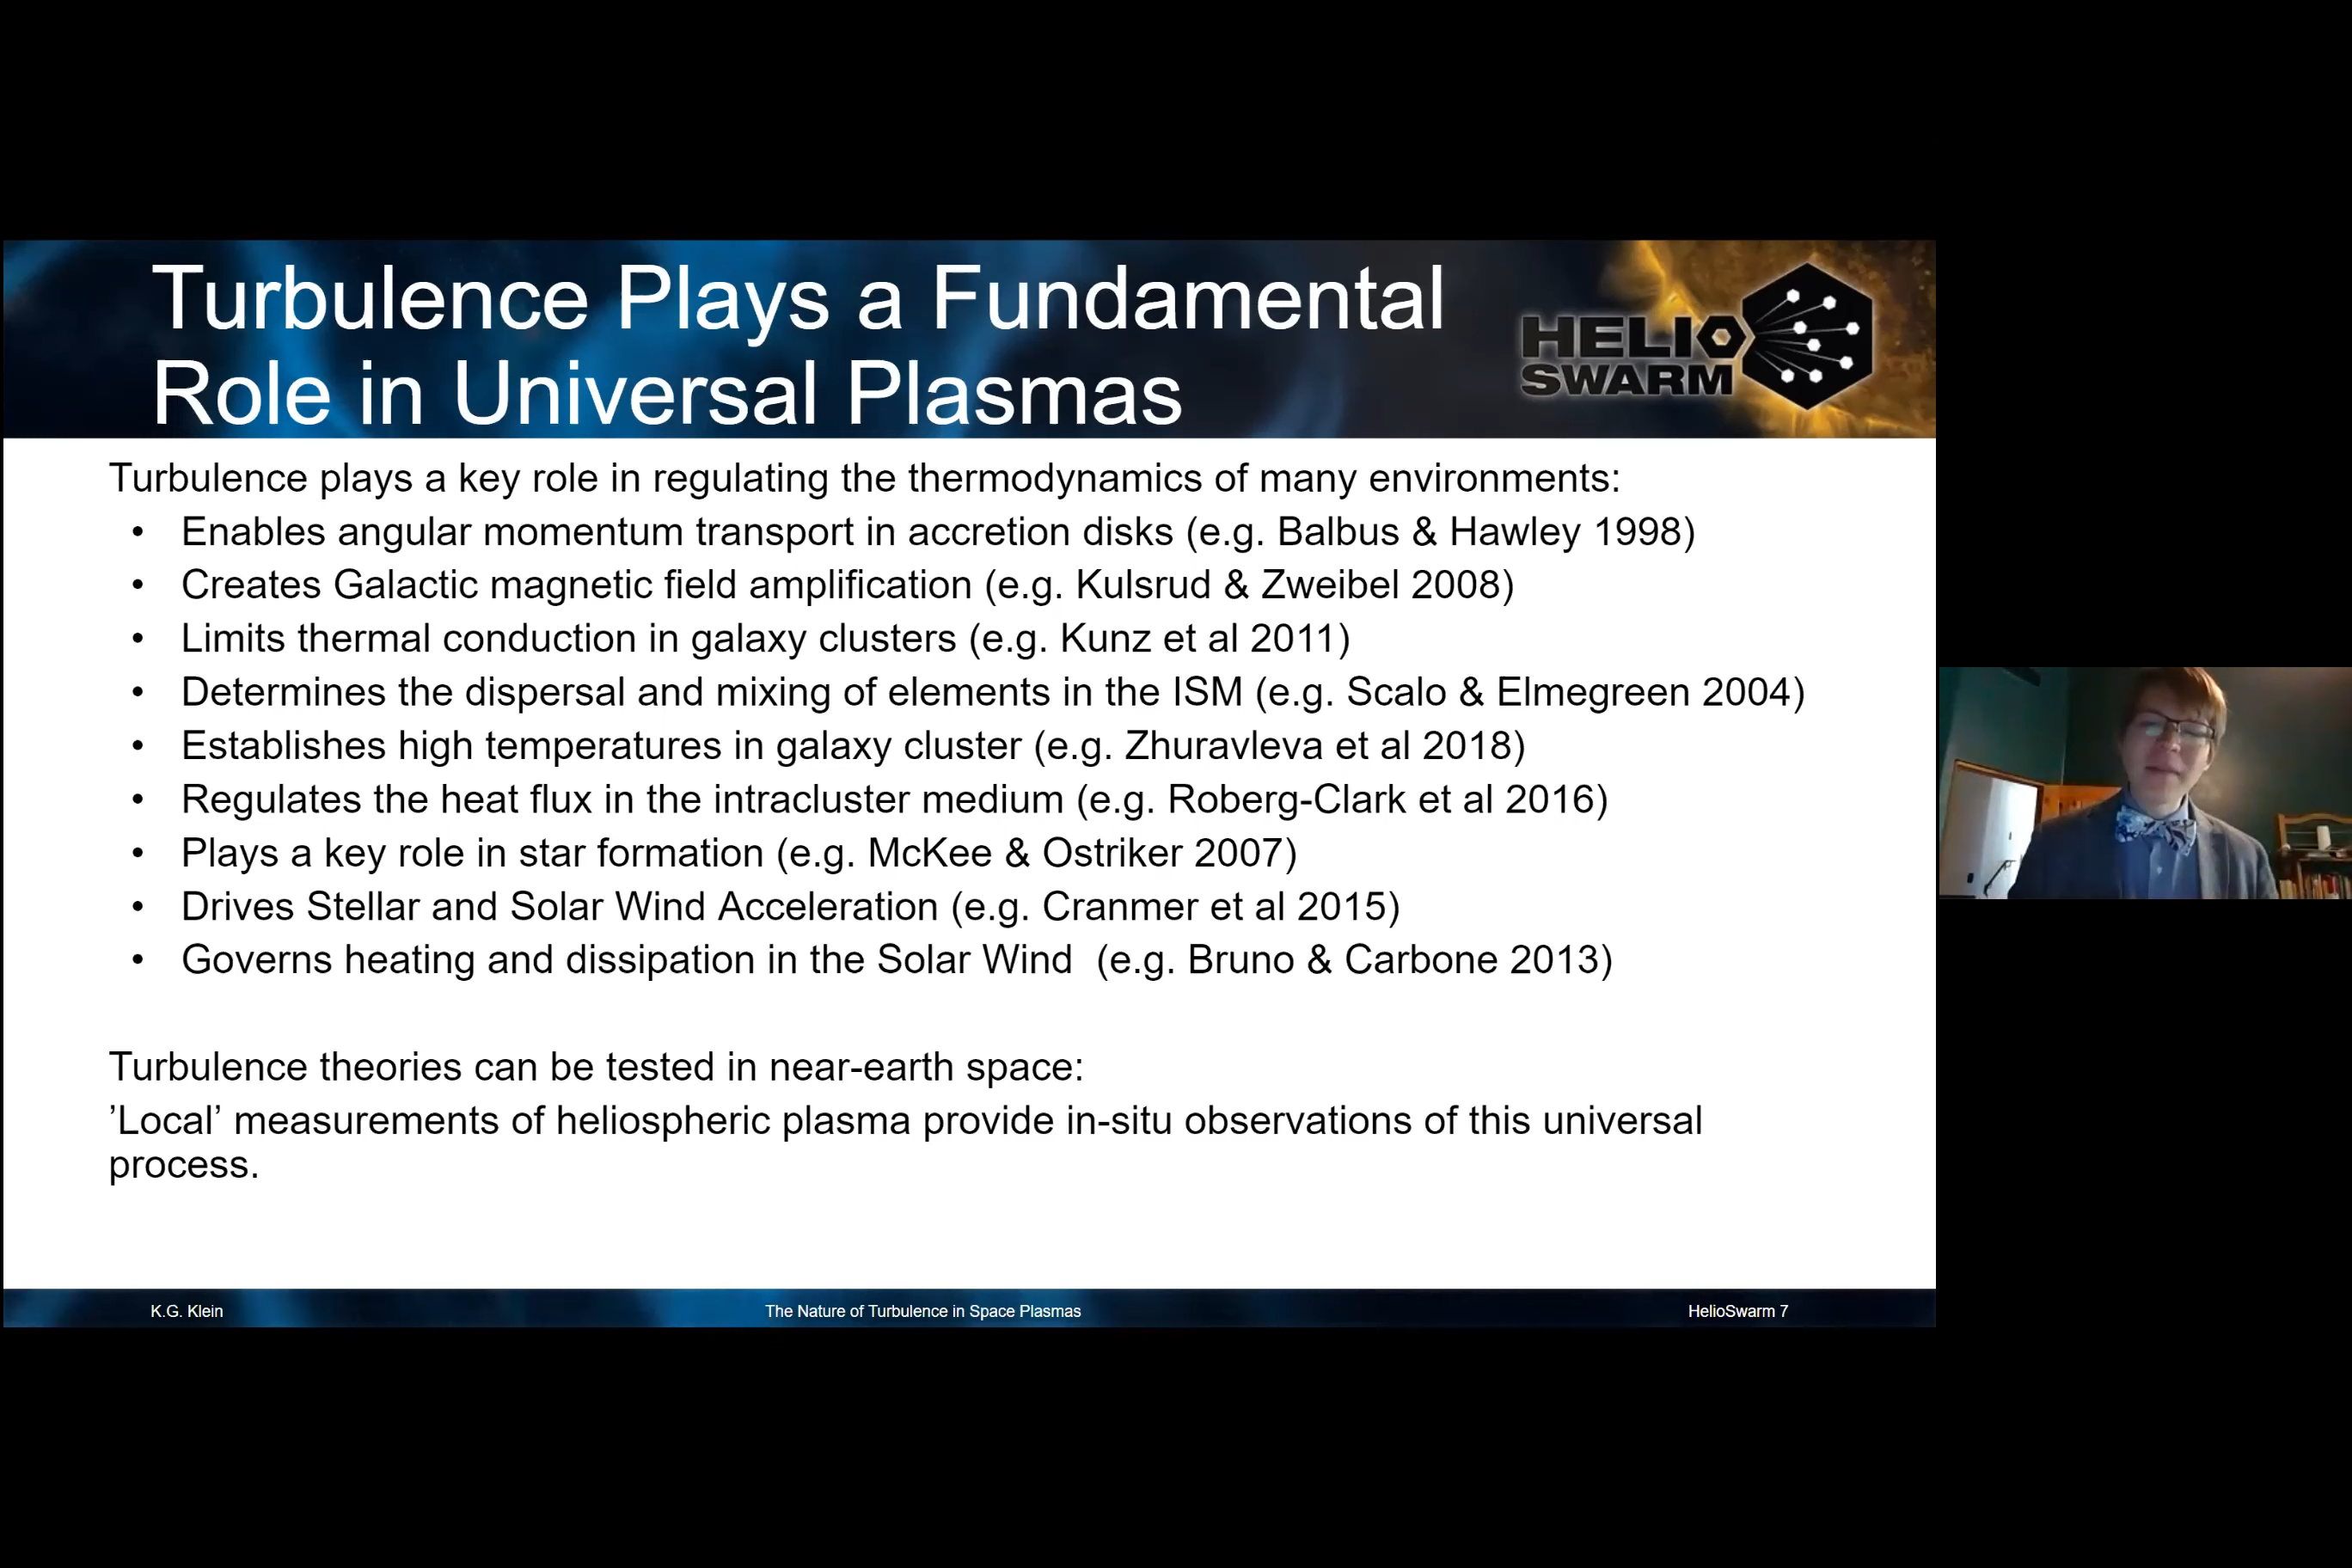 Turbulence Plays a Fundamental
Role in Universal Plasmas
HELIO
SWARM
Turbulence plays a key role in regulating the thermodynamics of many environments:
• Enables angular momentum transport in accretion disks (e.g. Balbus & Hawley 1998)
• Creates Galactic magnetic field amplification (e.g. Kulsrud & Zweibel 2008)
• Limits thermal conduction in galaxy clusters (e.g. Kunz et al 2011)
• Determines the dispersal and mixing of elements in the ISM (e.g. Scalo & Elmegreen 2004)
• Establishes high temperatures in galaxy cluster (e.g. Zhuravleva et al 2018)
• Regulates the heat flux in the intracluster medium (e.g. Roberg-Clark et al 2016)
• Plays a key role in star formation (e.g. McKee & Ostriker 2007)
• Drives Stellar and Solar Wind Acceleration (e.g. Cranmer et al 2015)
• Governs heating and dissipation in the Solar Wind  (e.g. Bruno & Carbone 2013)
Turbulence theories can be tested in near-earth space:
’Local’ measurements of heliospheric plasma provide in-situ observations of this universal
process.
K.G. Klein
The Nature of Turbulence in Space Plasmas
HelioSwarm 7